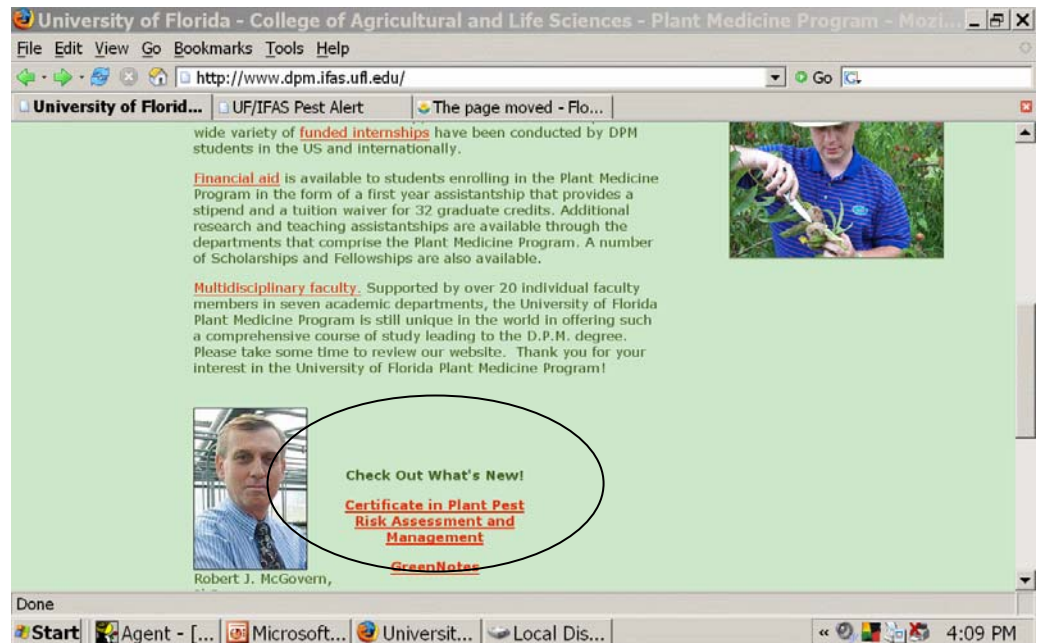 University of Florida - College of Agricultural and Life Sciences - Plant Medicine Program - Mozi...
File Edit View Go Bookmarks Tools Help
http://www.dpm.ifas.ufl.edu/
Go
G
University of Florid...
UF/IFAS Pest Alert
The page moved - Flo...
wide variety of funded internships have been conducted by DPM
students in the US and internationally.
Financial aid is available to students enrolling in the Plant Medicine
Program in the form of a first year assistantship that provides a
stipend and a tuition waiver for 32 graduate credits. Additional
research and teaching assistantships are available through the
departments that comprise the Plant Medicine Program. A number
of Scholarships and Fellowships are also available.
Multidisciplinary faculty. Supported by over 20 individual faculty
members in seven academic departments, the University of Florida
Plant Medicine Program is still unique in the world in offering such
a comprehensive course of study leading to the D.P.M. degree.
Please take some time to review our website. Thank you for your
interest in the University of Florida Plant Medicine Program!
Check Out What's New!
Certificate in Plant Pest
Risk Assessment and
Management
GreenNotes
Robert J. McGovern,
Done
Start
Agent - [...
Microsoft...
Universit...
Local Dis...
« 4:09 PM